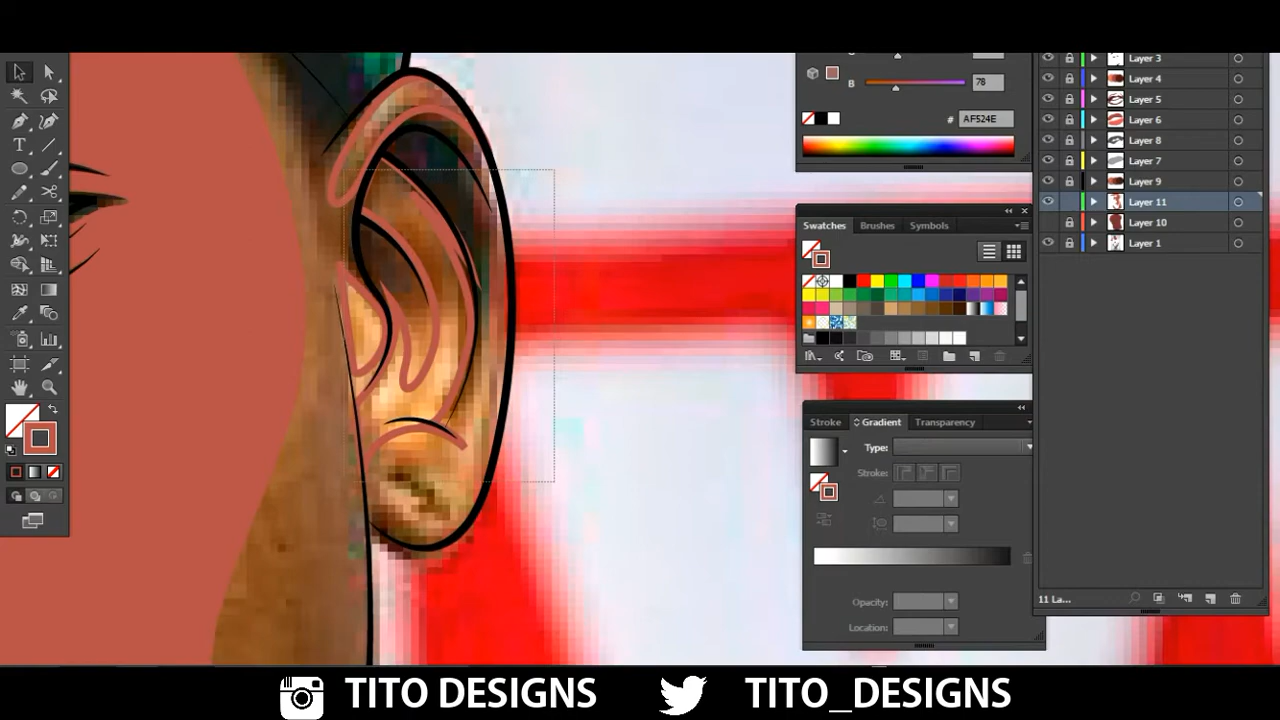 Layer 3
B
78
Layer 4
Layer 5
Layer 6
# AF524E
Layer 8
Layer 7
Layer 9
Layer 11
Swatches Brushes Symbols
Layer 10
Layer 1
Stroke Gradient Transparency
Type:
Stroke:
11 La...
Opacity:
Location:
TITO DESIGNS TITO_DESIGNS